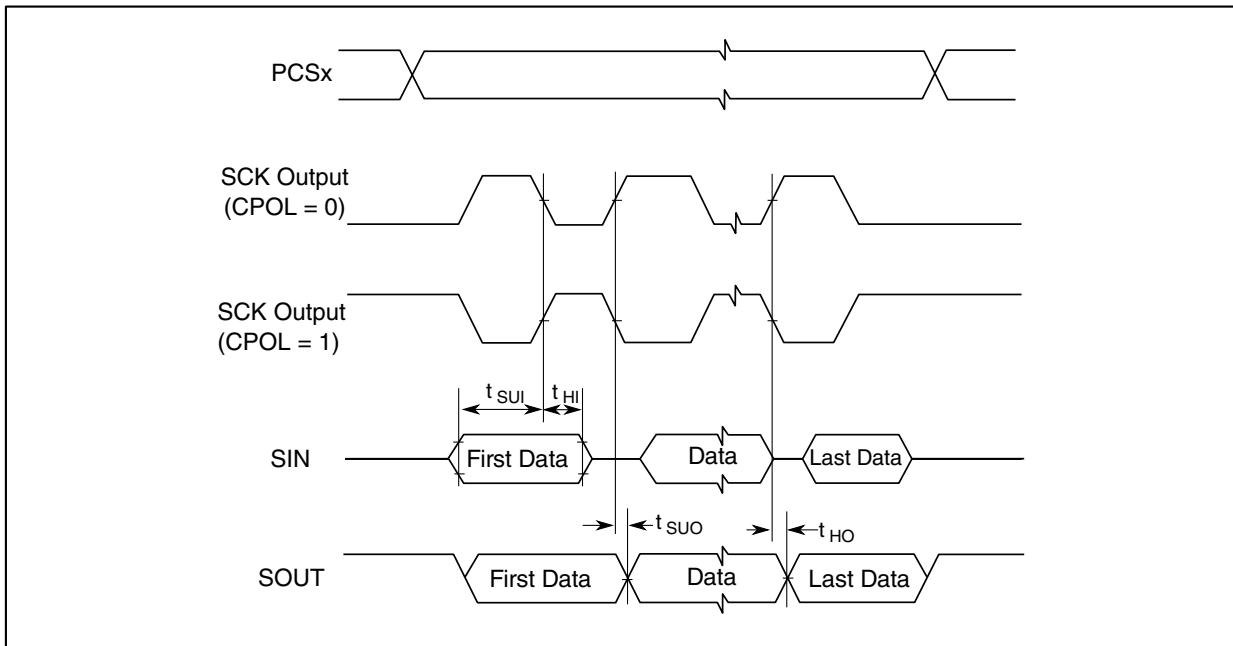 PCSx
SCK Output
(CPOL = 0)
SCK Output
(CPOL = 1)
t SUI
t HI
SIN
First Data
Data
Last Data
t SUO
t HO
SOUT
First Data
Data
Last Data